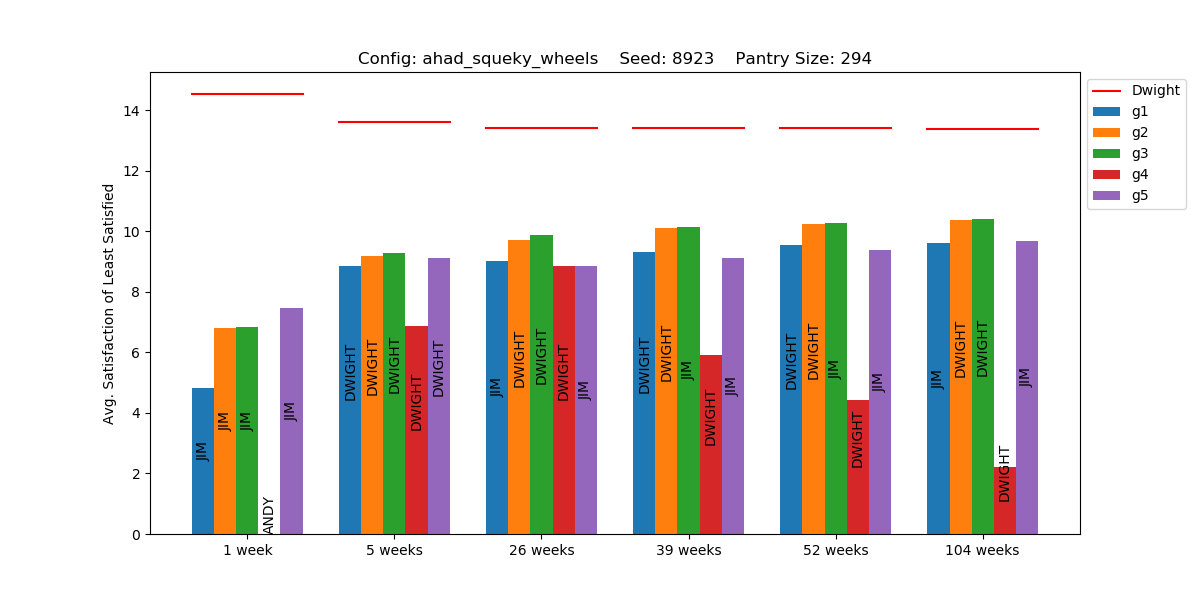 Config: ahad_squeky_wheels Seed: 8923 Pantry Size: 294
Avg. Satisfaction of Least Satisfied
14
12
10
8
6
4
2
0
JIM
JIM
JIM
ANDY
JIM
DWIGHT
DWIGHT
DWIGHT
DWIGHT
DWIGHT
JIM
DWIGHT
DWIGHT
DWIGHT
JIM
DWIGHT
DWIGHT
JIM
DWIGHT
JIM
DWIGHT
DWIGHT
JIM
DWIGHT
JIM
JIM
DWIGHT
DWIGHT
DWIGHT
JIM
1 week 5 weeks 26 weeks 39 weeks 52 weeks 104 weeks
Dwight
g1
g2
g3
g4
g5